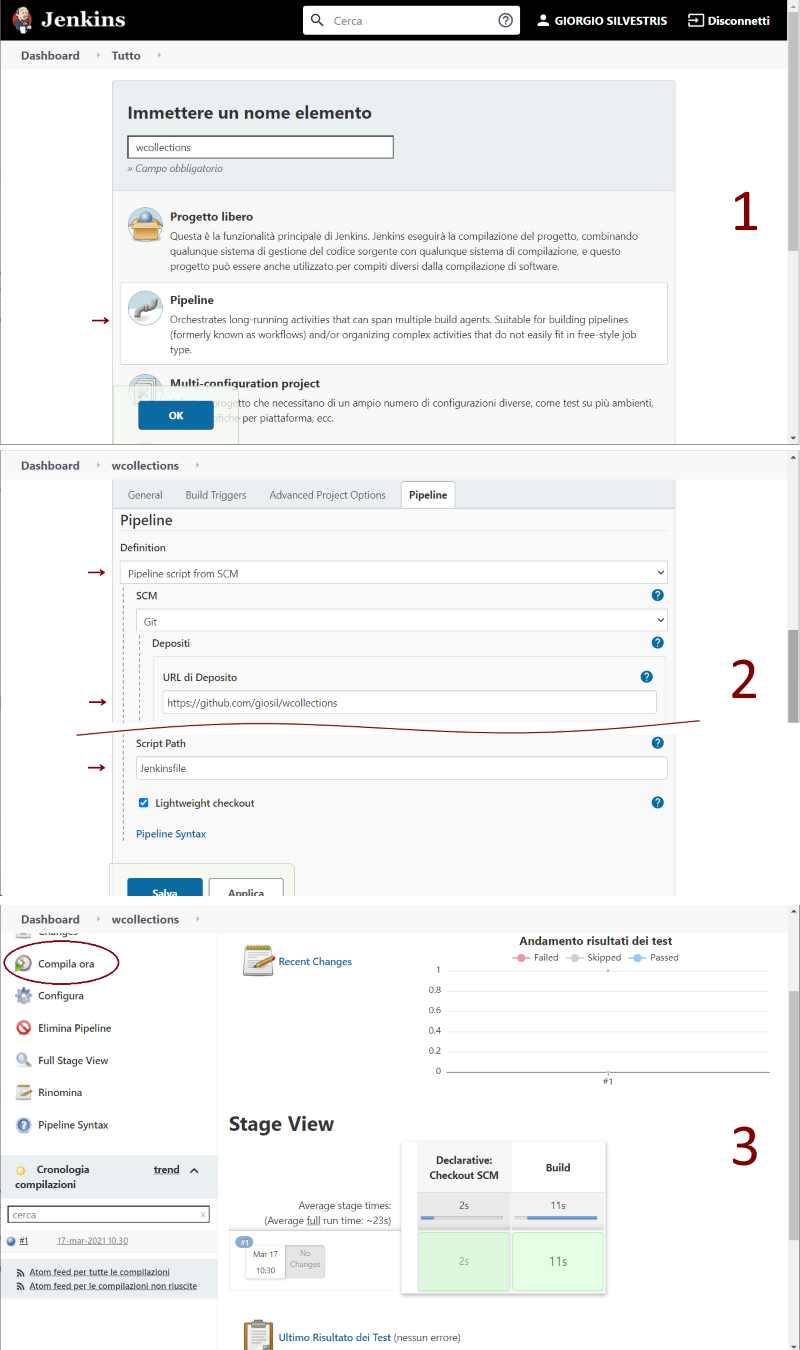 Jenkins
Cerca
GIORGIO SILVESTRIS
Disconnetti
Dashboard
Tutto
Immettere un nome elemento
wcollections
» Campo obbligatorio
1
Progetto libero
Questa è la funzionalità principale di Jenkins. Jenkins eseguirà la compilazione del progetto, combinando
qualunque sistema di gestione del codice sorgente con qualunque sistema di compilazione, e questo
progetto può essere anche utilizzato per compiti diversi dalla compilazione di software.
Pipeline
Orchestrates long-running activities that can span multiple build agents. Suitable for building pipelines
(formerly known as workflows) and/or organizing complex activities that do not easily fit in free-style job
type.
Multi-configuration project
progetto che necessitano di un ampio numero di configurazioni diverse, come test su più ambienti,
per piattaforma, ecc.
OK
Dashboard
wcollections
General
Build Triggers
Advanced Project Options
Pipeline
Pipeline
Definition
Pipeline script from SCM
SCM
Git
Depositi
URL di Deposito
https://github.com/giosil/wcollections
2
Script Path
Jenkinsfile
Lightweight checkout
Pipeline Syntax
Salva
Applica
Dashboard
wcollections
Changes
Compila ora
Configura
Elimina Pipeline
Full Stage View
Rinomina
Pipeline Syntax
Cronologia
compilazioni
trend
cerca
x
#1
17-mar-2021 10.30
Atom feed per tutte le compilazioni
Atom feed per le compilazioni non riuscite
Recent Changes
Andamento risultati dei test
Failed
Skipped
Passed
1
0.8
0.6
0.4
0.2
0
#1
3
Stage View
Declarative:
Checkout SCM
Build
Average stage times:
(Average full run time: ~23s)
2s
11s
#1
Mar 17
10:30
No
Changes
2s
11s
Ultimo Risultato dei Test (nessun errore)